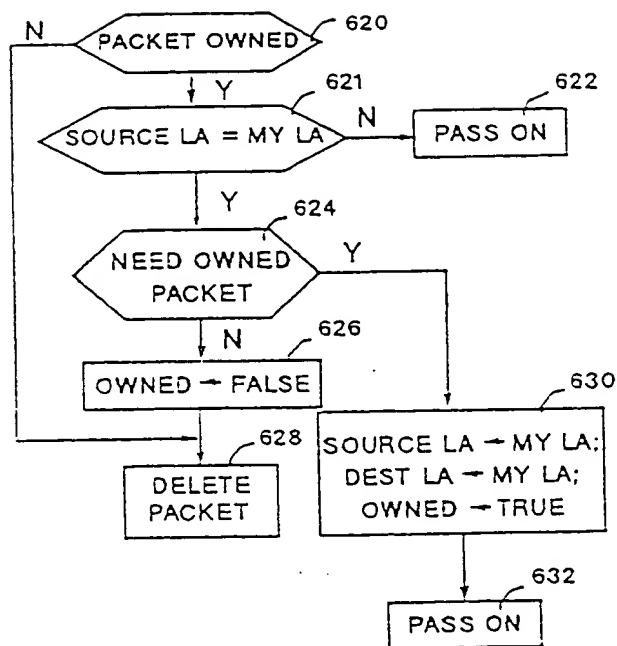 N
PACKET OWNED
620
Y
621
622
SOURCE LA = MY LA
N
PASS ON
Y
624
NEED OWNED
PACKET
Y
N
626
OWNED ← FALSE
630
628
SOURCE LA ← MY LA;
DEST LA ← MY LA;
OWNED ← TRUE
DELETE
PACKET
632
PASS ON